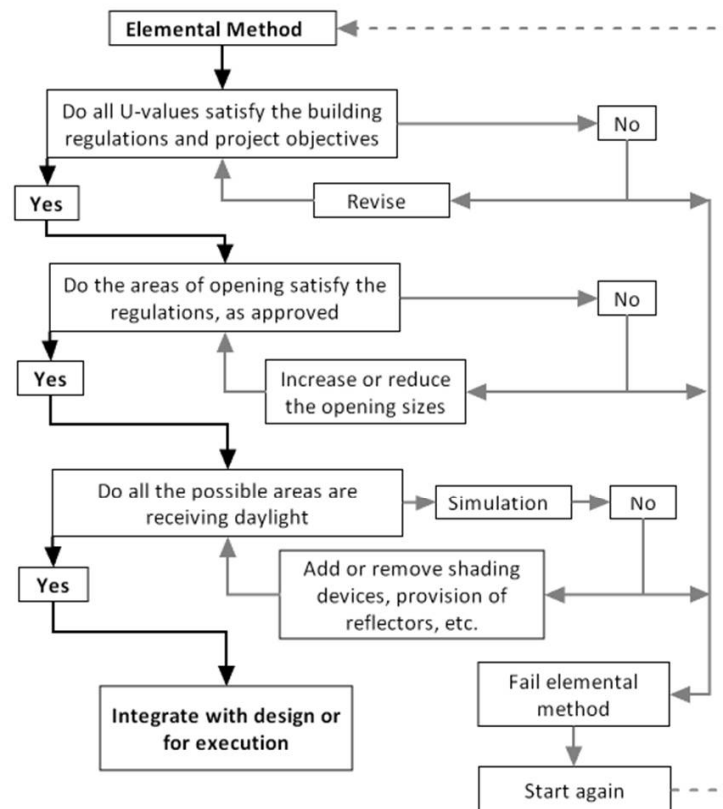 Elemental Method
Do all U-values satisfy the building
regulations and project objectives
No
Yes
Revise
Do the areas of opening satisfy the
regulations, as approved
No
Yes
Increase or reduce
the opening sizes
Do all the possible areas are
receiving daylight
Simulation
No
Yes
Add or remove shading
devices, provision of
reflectors, etc.
Integrate with design or
for execution
Fail elemental
method
Start again